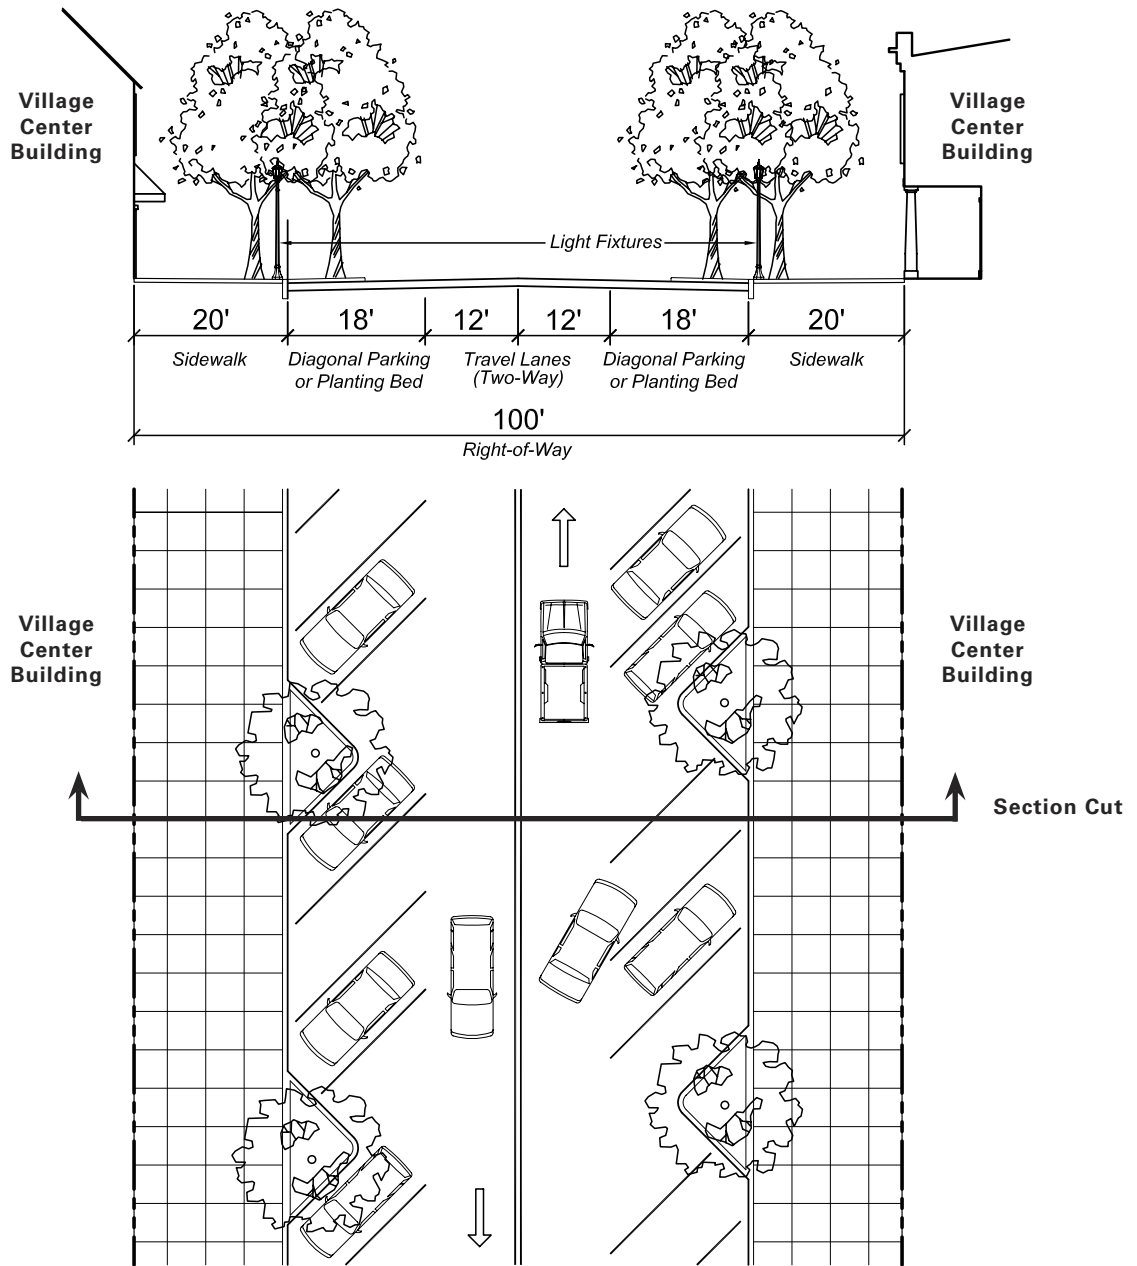 Village
Center
Building
Village
Center
Building
Light Fixtures
20'
18'
12'
12'
18'
20'
Sidewalk
Diagonal Parking
or Planting Bed
Travel Lanes
(Two-Way)
Diagonal Parking
or Planting Bed
Sidewalk
100'
Right-of-Way
Village
Center
Building
Village
Center
Building
Section Cut